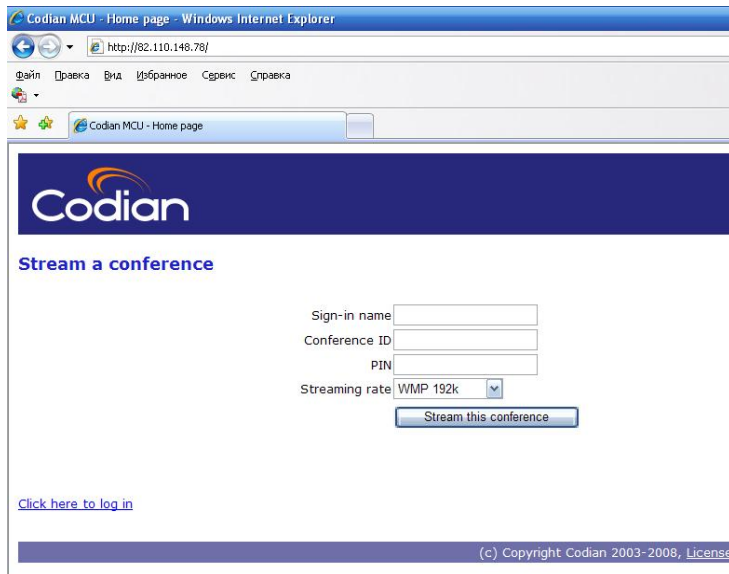 Codian MCU - Home page - Windows Internet Explorer
http://82.110.148.78/
Файл Правка Вид Избранное Сервис Справка
Codian MCU - Home page
Codian
Stream a conference
Sign-in name
Conference ID
PIN
Streaming rate WMP 192k
Stream this conference
Click here to log in
(c) Copyright Codian 2003-2008, License